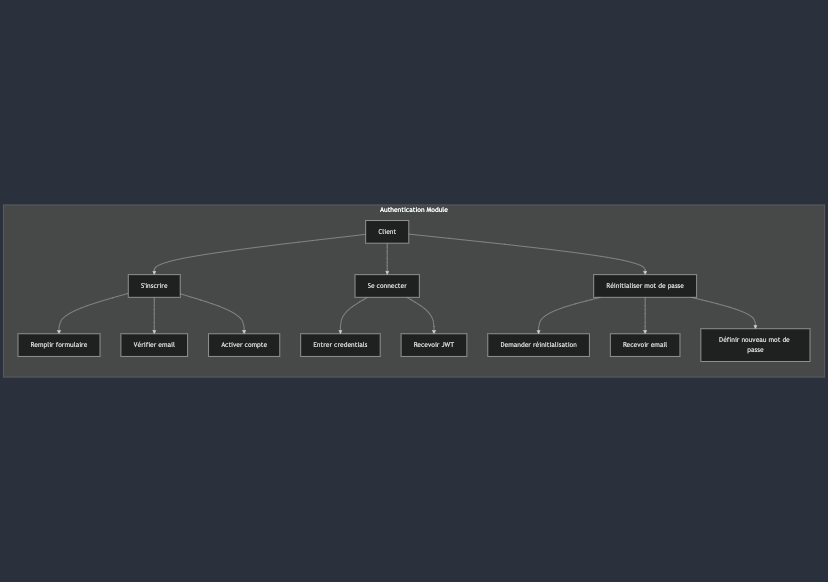 Authentication Module
Client
S'inscrire
Se connecter
Réinitialiser mot de passe
Remplir formulaire
Vérifier email
Activer compte
Entrer credentials
Recevoir JWT
Demander réinitialisation
Recevoir email
Définir nouveau mot de
passe